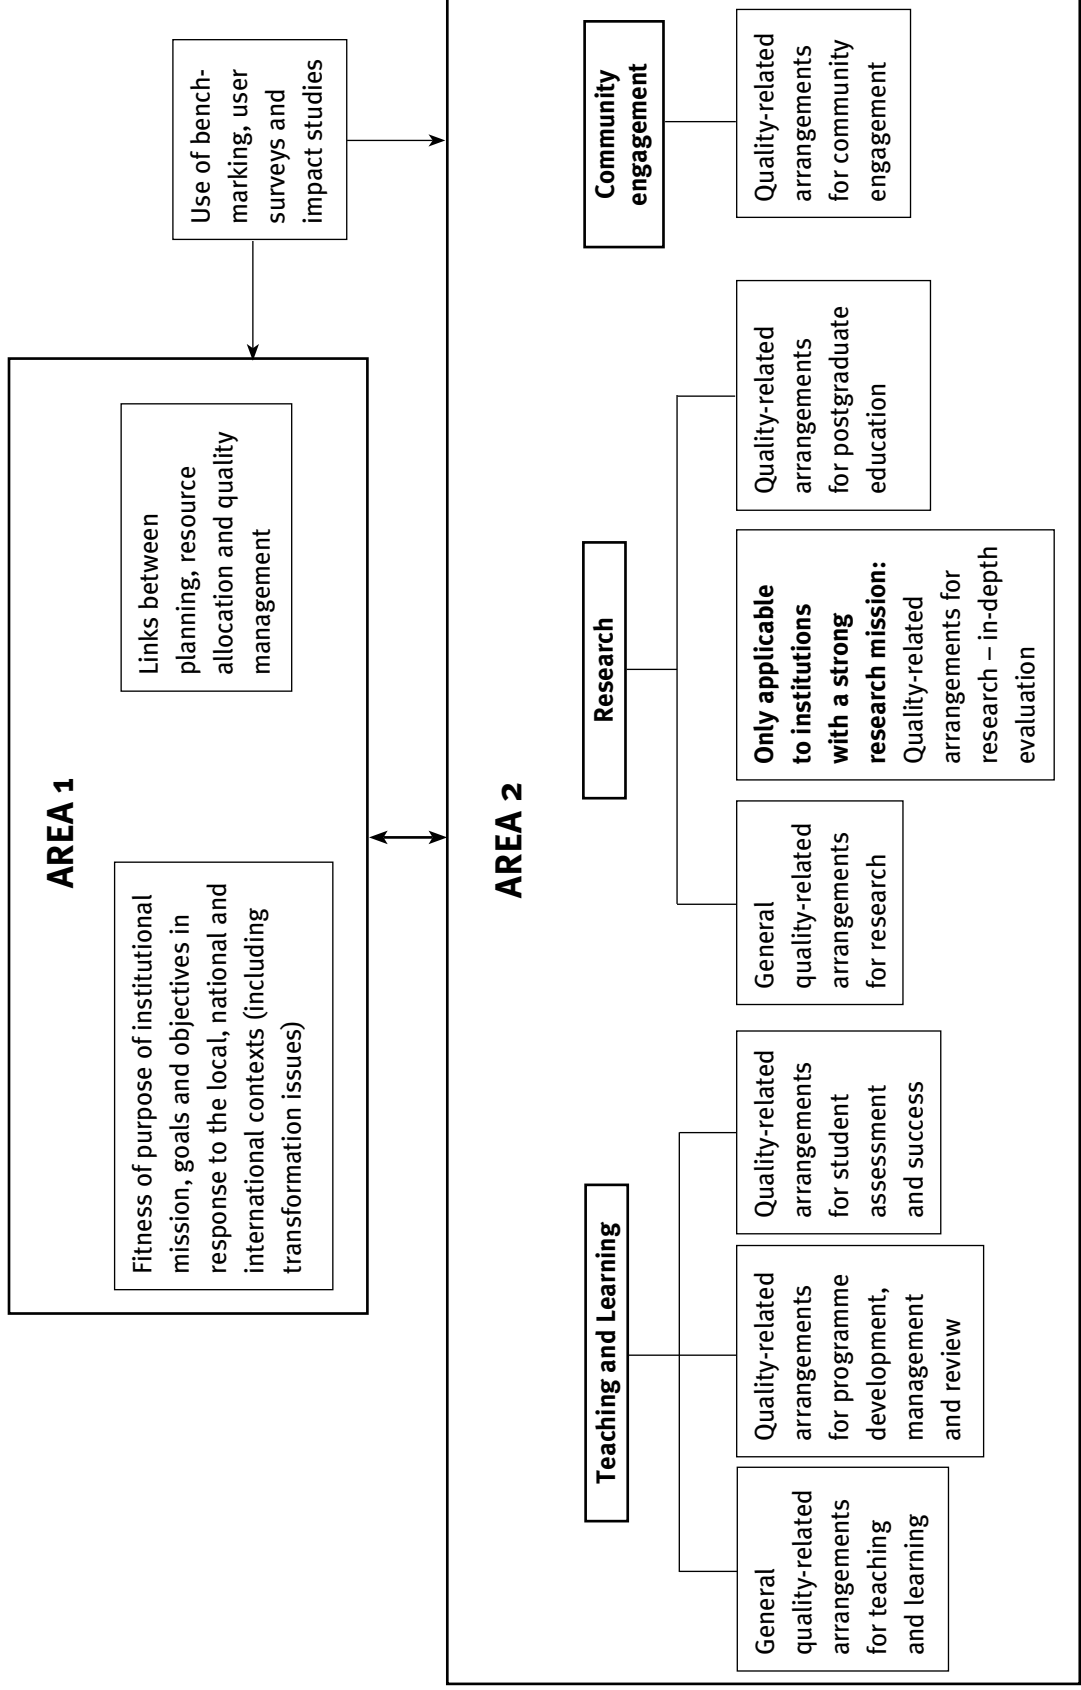 AREA 1
Fitness of purpose of institutional
mission, goals and objectives in
response to the local, national and
international contexts (including
transformation issues)
Links between
planning, resource
allocation and quality
management
Use of bench-
marking, user
surveys and
impact studies
AREA 2
Teaching and Learning
General
quality-related
arrangements
for teaching
and learning
Quality-related
arrangements
for programme
development,
management
and review
Quality-related
arrangements
for student
assessment
and success
Research
General
quality-related
arrangements
for research
Only applicable
to institutions
with a strong
research mission:
Quality-related
arrangements for
research – in-depth
evaluation
Quality-related
arrangements
for postgraduate
education
Community
engagement
Quality-related
arrangements
for community
engagement